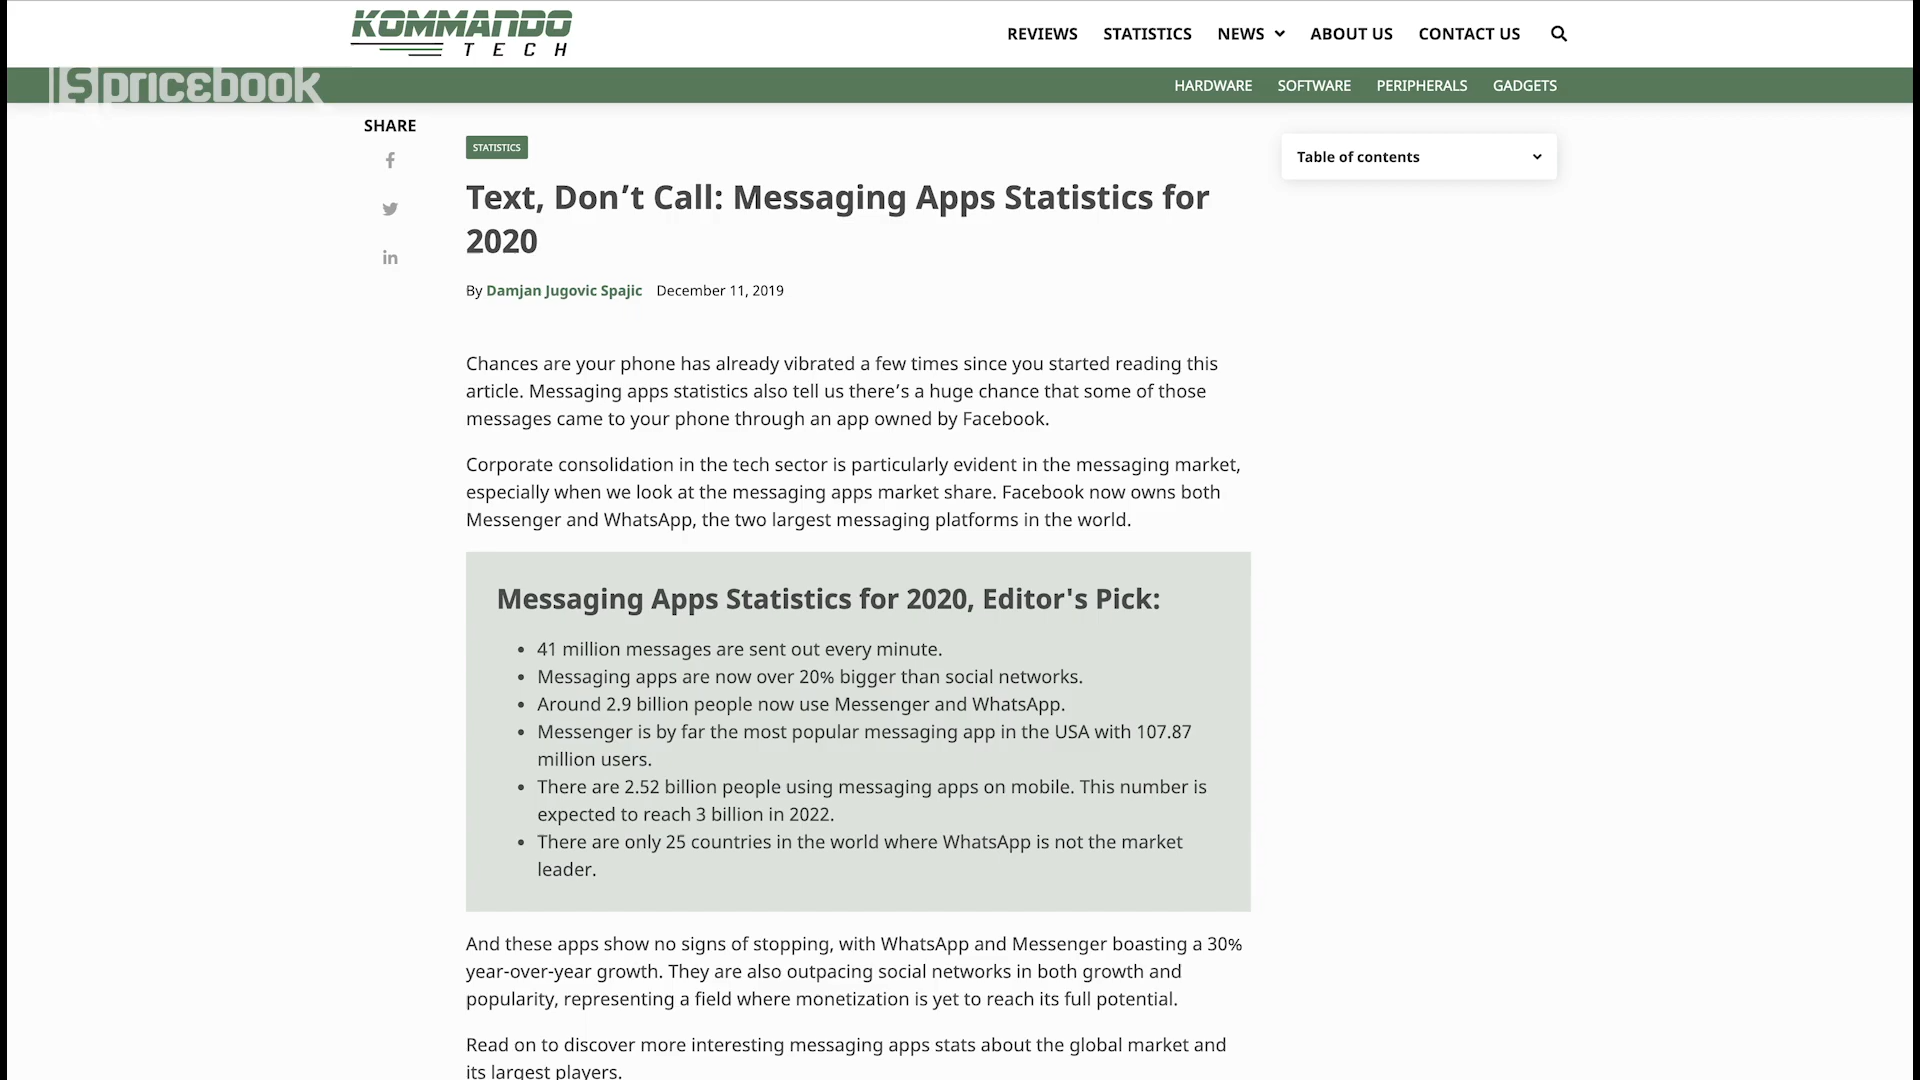 KOMMANDO
TECH
REVIEWS STATISTICS NEWS ABOUT US CONTACT US
pricebook
HARDWARE SOFTWARE PERIPHERALS GADGETS
SHARE
STATISTICS
Table of contents
Text, Don’t Call: Messaging Apps Statistics for
2020
By Damjan Jugovic Spajic December 11, 2019
Chances are your phone has already vibrated a few times since you started reading this
article. Messaging apps statistics also tell us there’s a huge chance that some of those
messages came to your phone through an app owned by Facebook.
Corporate consolidation in the tech sector is particularly evident in the messaging market,
especially when we look at the messaging apps market share. Facebook now owns both
Messenger and WhatsApp, the two largest messaging platforms in the world.
Messaging Apps Statistics for 2020, Editor's Pick:
• 41 million messages are sent out every minute.
• Messaging apps are now over 20% bigger than social networks.
• Around 2.9 billion people now use Messenger and WhatsApp.
• Messenger is by far the most popular messaging app in the USA with 107.87
million users.
• There are 2.52 billion people using messaging apps on mobile. This number is
expected to reach 3 billion in 2022.
• There are only 25 countries in the world where WhatsApp is not the market
leader.
And these apps show no signs of stopping, with WhatsApp and Messenger boasting a 30%
year-over-year growth. They are also outpacing social networks in both growth and
popularity, representing a field where monetization is yet to reach its full potential.
Read on to discover more interesting messaging apps stats about the global market and
its largest players.